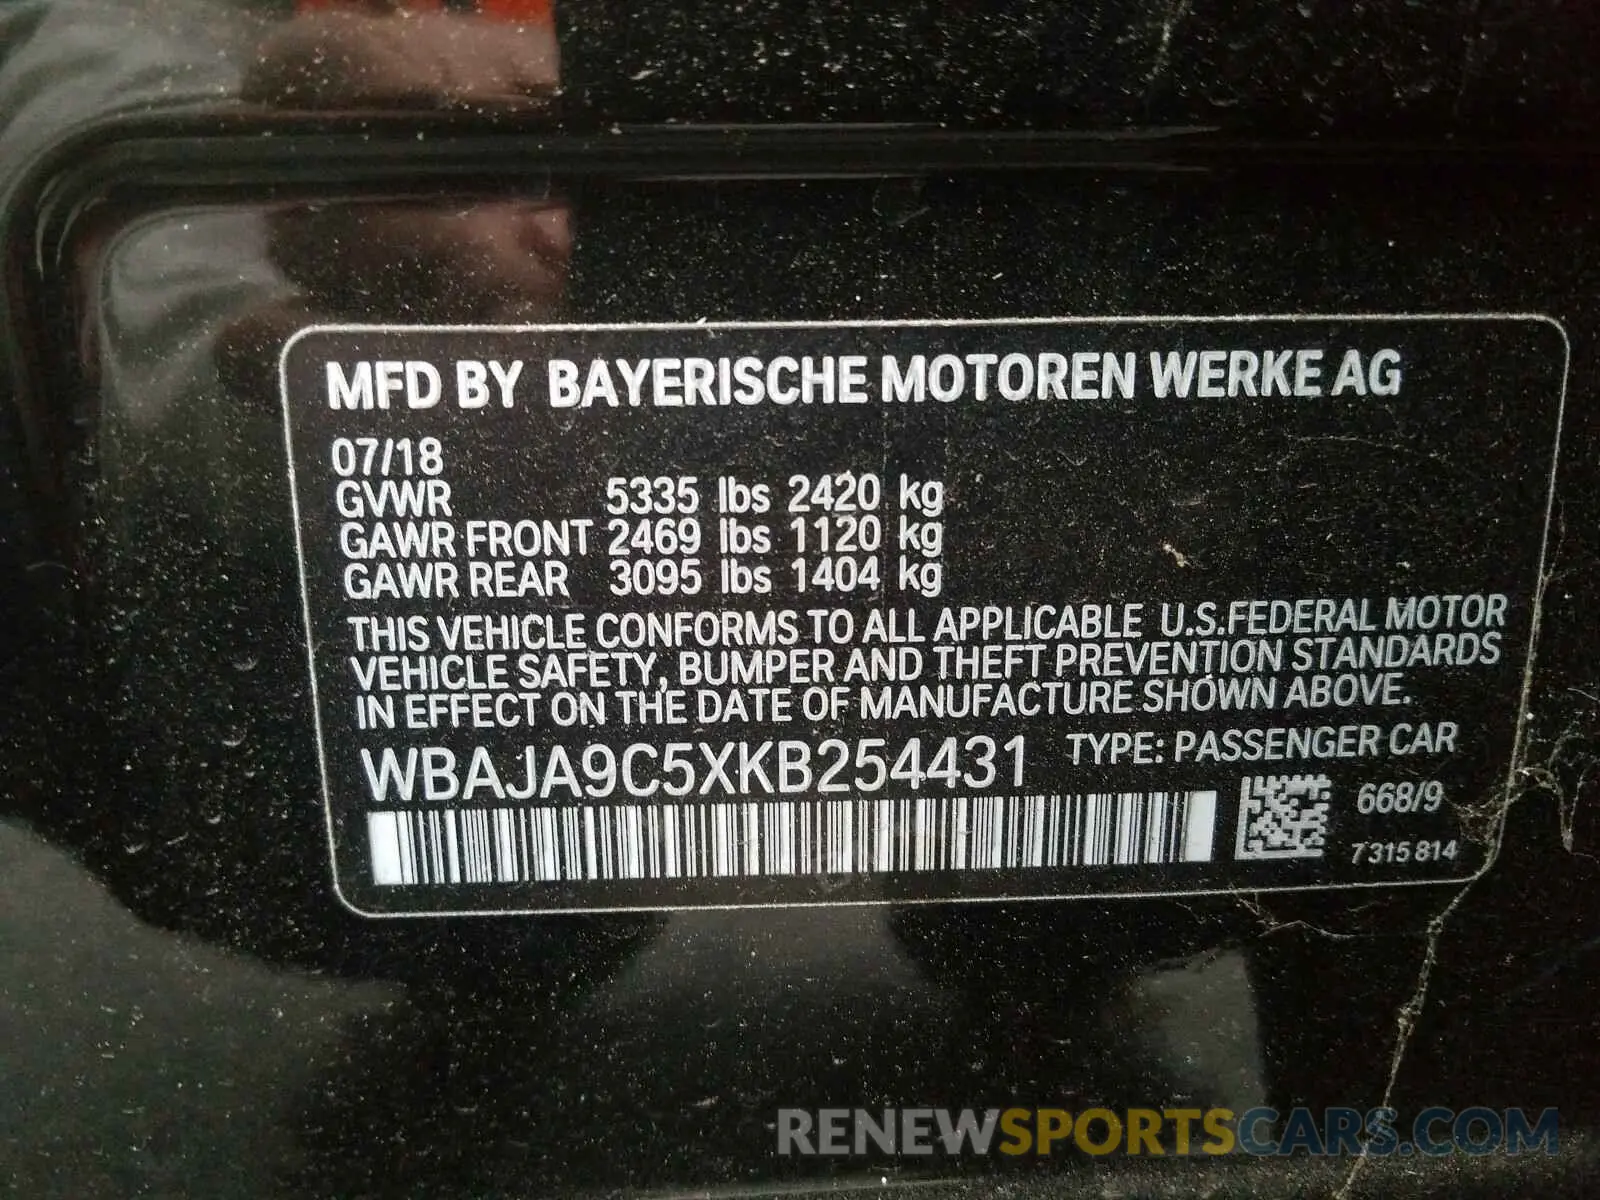 MFD BY BAYERISCHE MOTOREN WERKE AG
07/18
GVWR 5335 lbs 2420 kg
GAWR FRONT 2469 lbs 1120 kg
GAWR REAR 3095 lbs 1404 kg
THIS VEHICLE CONFORMS TO ALL APPLICABLE U.S.FEDERAL MOTOR
VEHICLE SAFETY, BUMPER AND THEFT PREVENTION STANDARDS
IN EFFECT ON THE DATE OF MANUFACTURE SHOWN ABOVE.
WBAJA9C5XKB254431 TYPE: PASSENGER CAR
668/9
7 315 814
RENEWSPORTSCARS.COM